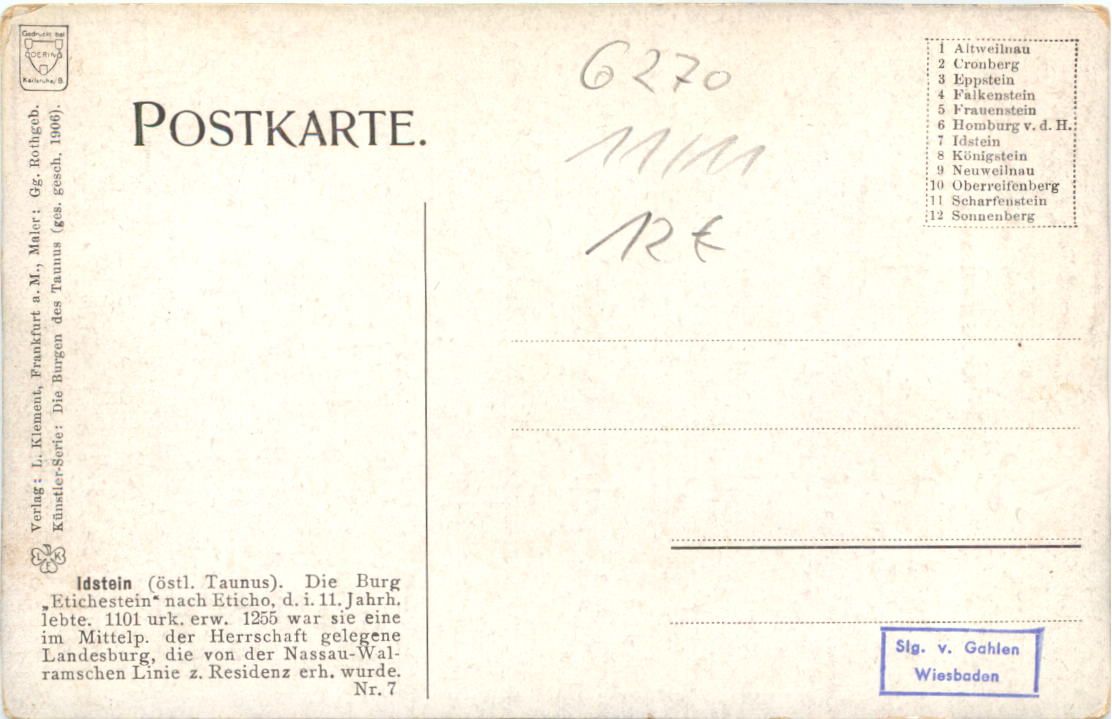 Gedruckt bei
DOERING
Karlsruhe/B.
Verlag: L. Klement, Frankfurt a. M., Maler: Gg. Rothgeb.
Künstler-Serie: Die Burgen des Taunus (ges. gesch. 1906).
POSTKARTE.
6270
11/11
12€
1 Altweilnau
2 Cronberg
3 Eppstein
4 Falkenstein
5 Frauenstein
6 Homburg v. d. H.
7 Idstein
8 Königstein
9 Neuweilnau
10 Oberreifenberg
11 Scharfenstein
12 Sonnenberg
Idstein (östl. Taunus). Die Burg
„Etichestein“ nach Eticho, d. i. 11. Jahrh.
lebte. 1101 urk. erw. 1255 war sie eine
im Mittelp. der Herrschaft gelegene
Landesburg, die von der Nassau-Wal-
ramschen Linie z. Residenz erh. wurde.
Nr. 7
Slg. v. Gahlen
Wiesbaden